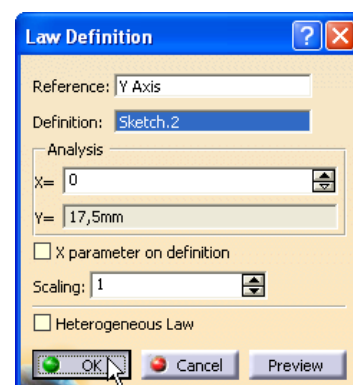 Law Definition
Reference: Y Axis
Definition: Sketch.2
Analysis
X= 0
Y= 17,5mm
X parameter on definition
Scaling: 1
Heterogeneous Law
OK Cancel Preview